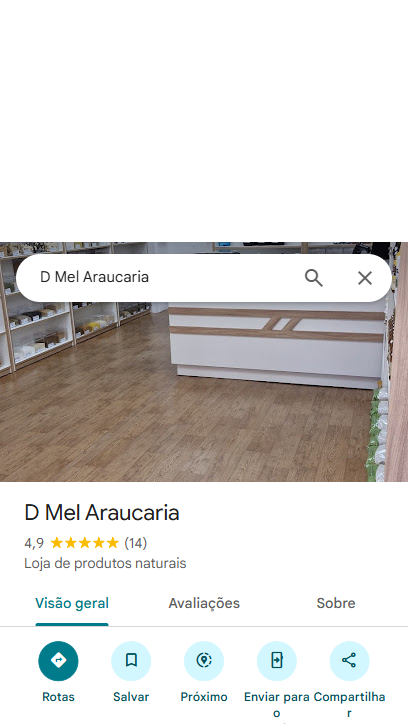 D Mel Araucaria
D Mel Araucaria
4,9 (14)
Loja de produtos naturais
Visão geral Avaliações Sobre
Rotas Salvar Próximo Enviar para o Compartilhar